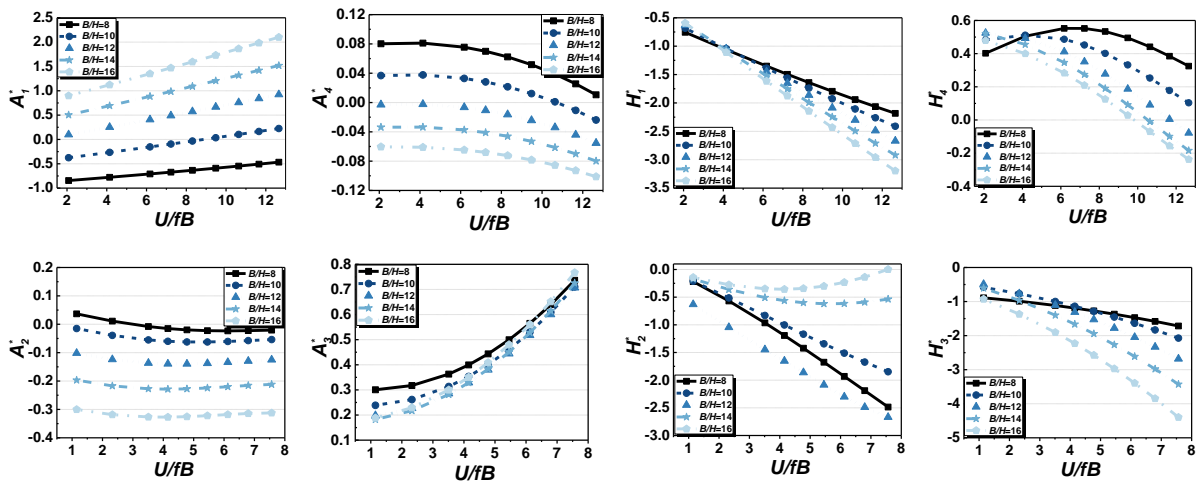 2.5
2.0
1.5
1.0
0.5
0.0
-0.5
-1.0
A*1
B/H=8
B/H=10
B/H=12
B/H=14
B/H=16
2 4 6 8 10 12
U/fB
0.12
0.08
0.04
0.00
-0.04
-0.08
-0.12
A*4
B/H=8
B/H=10
B/H=12
B/H=14
B/H=16
2 4 6 8 10 12
U/fB
-0.5
-1.0
-1.5
-2.0
-2.5
-3.0
-3.5
H*1
B/H=8
B/H=10
B/H=12
B/H=14
B/H=16
2 4 6 8 10 12
U/fB
0.6
0.4
0.2
0.0
0.2
0.4
H*4
B/H=8
B/H=10
B/H=12
B/H=14
B/H=16
2 4 6 8 10 12
U/fB
0.2
0.1
0.0
-0.1
-0.2
-0.3
-0.4
A*2
B/H=8
B/H=10
B/H=12
B/H=14
B/H=16
1 2 3 4 5 6 7 8
U/fB
0.8
0.7
0.6
0.5
0.4
0.3
0.2
0.1
A*3
B/H=8
B/H=10
B/H=12
B/H=14
B/H=16
1 2 3 4 5 6 7 8
U/fB
0.0
-0.5
-1.0
-1.5
-2.0
-2.5
-3.0
H*2
B/H=8
B/H=10
B/H=12
B/H=14
B/H=16
1 2 3 4 5 6 7 8
U/fB
1
0
-1
-2
-3
-4
-5
H*3
B/H=8
B/H=10
B/H=12
B/H=14
B/H=16
1 2 3 4 5 6 7 8
U/fB